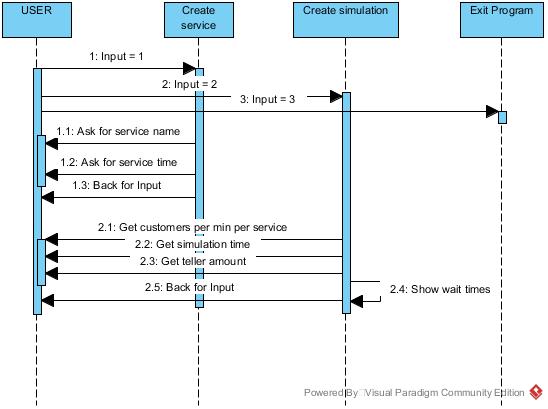 USER
Create
service
Create simulation
Exit Program
1: Input = 1
2: Input = 2
3: Input = 3
1.1: Ask for service name
1.2: Ask for service time
1.3: Back for Input
2.1: Get customers per min per service
2.2: Get simulation time
2.3: Get teller amount
2.4: Show wait times
2.5: Back for Input
Powered By Visual Paradigm Community Edition